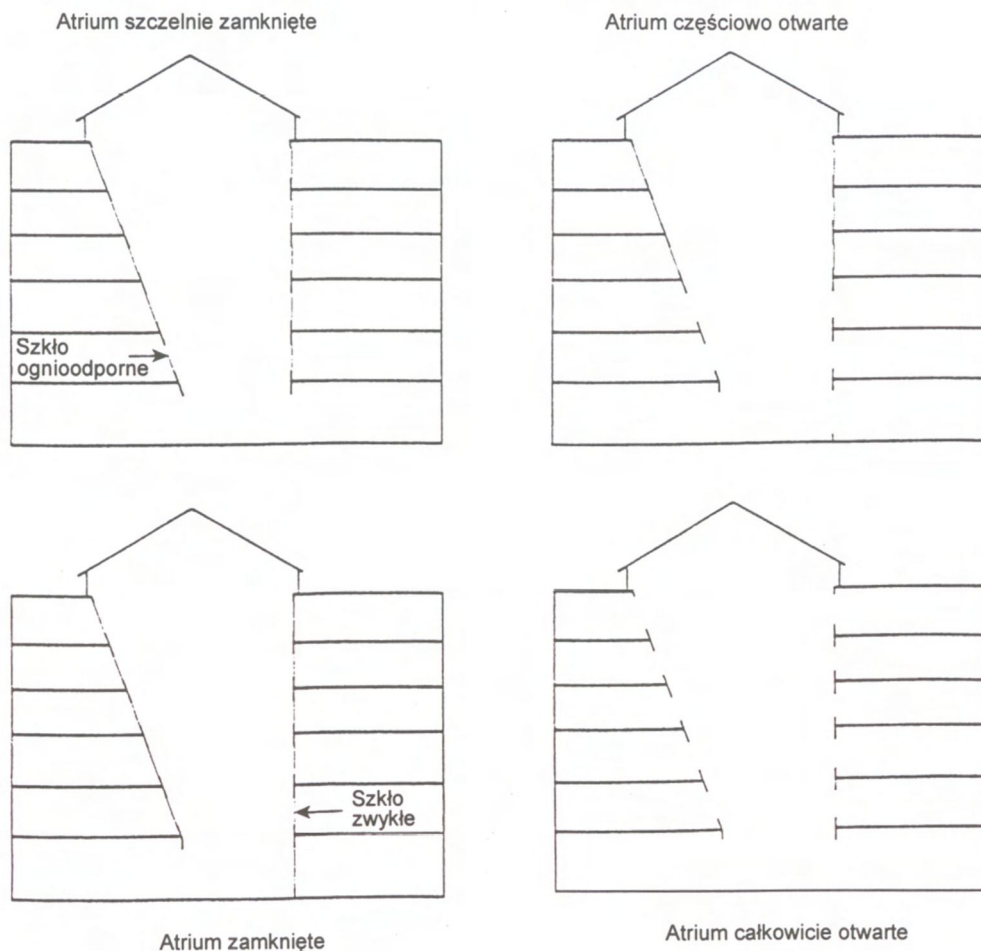 Atrium szczelnie zamknięte
Atrium częściowo otwarte
Szkło
ognioodporne
Szkło
zwykłe
Atrium zamknięte
Atrium całkowicie otwarte